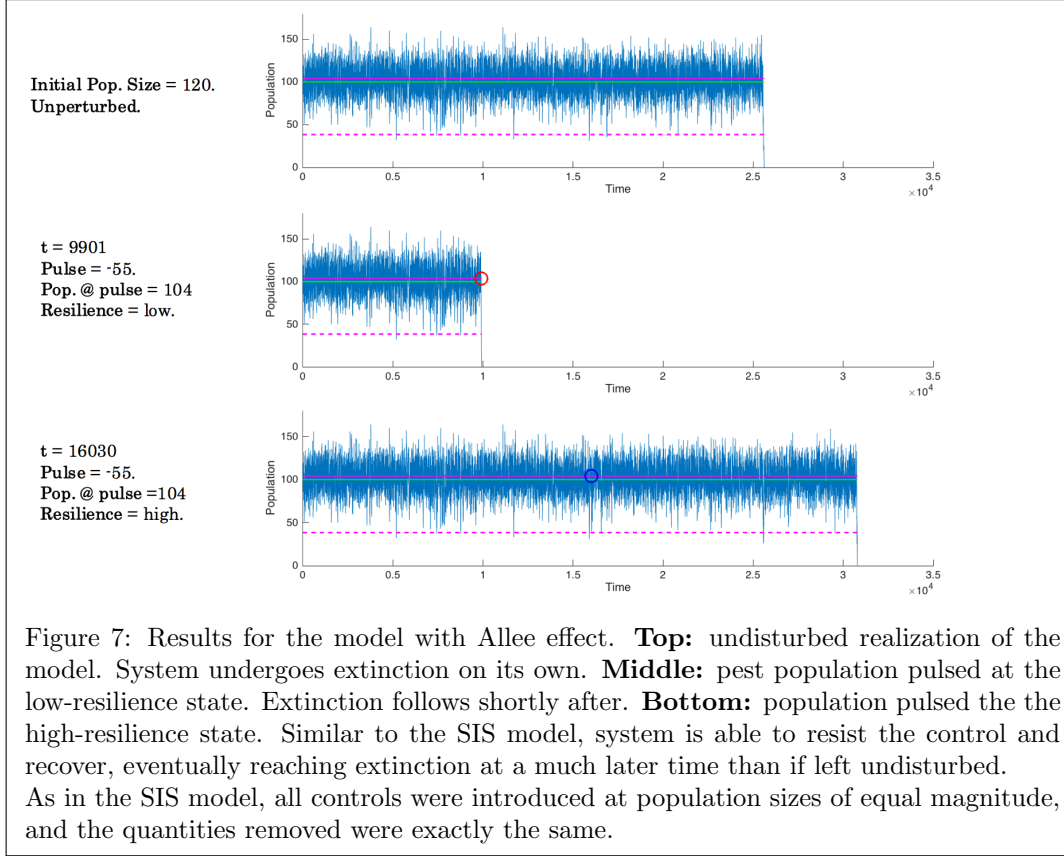 Initial Pop. Size = 120.
Unperturbed.
Population
150
100
50
0
0
0.5
1
1.5
2
2.5
3
3.5
Time
×10⁴
t = 9901
Pulse = -55.
Pop. @ pulse = 104
Resilience = low.
Population
150
100
50
0
0
0.5
1
1.5
2
2.5
3
3.5
Time
×10⁴
t = 16030
Pulse = -55.
Pop. @ pulse =104
Resilience = high.
Population
150
100
50
0
0
0.5
1
1.5
2
2.5
3
3.5
Time
×10⁴
Figure 7: Results for the model with Allee effect. Top: undisturbed realization of the
model. System undergoes extinction on its own. Middle: pest population pulsed at the
low-resilience state. Extinction follows shortly after. Bottom: population pulsed the the
high-resilience state. Similar to the SIS model, system is able to resist the control and
recover, eventually reaching extinction at a much later time than if left undisturbed.
As in the SIS model, all controls were introduced at population sizes of equal magnitude,
and the quantities removed were exactly the same.